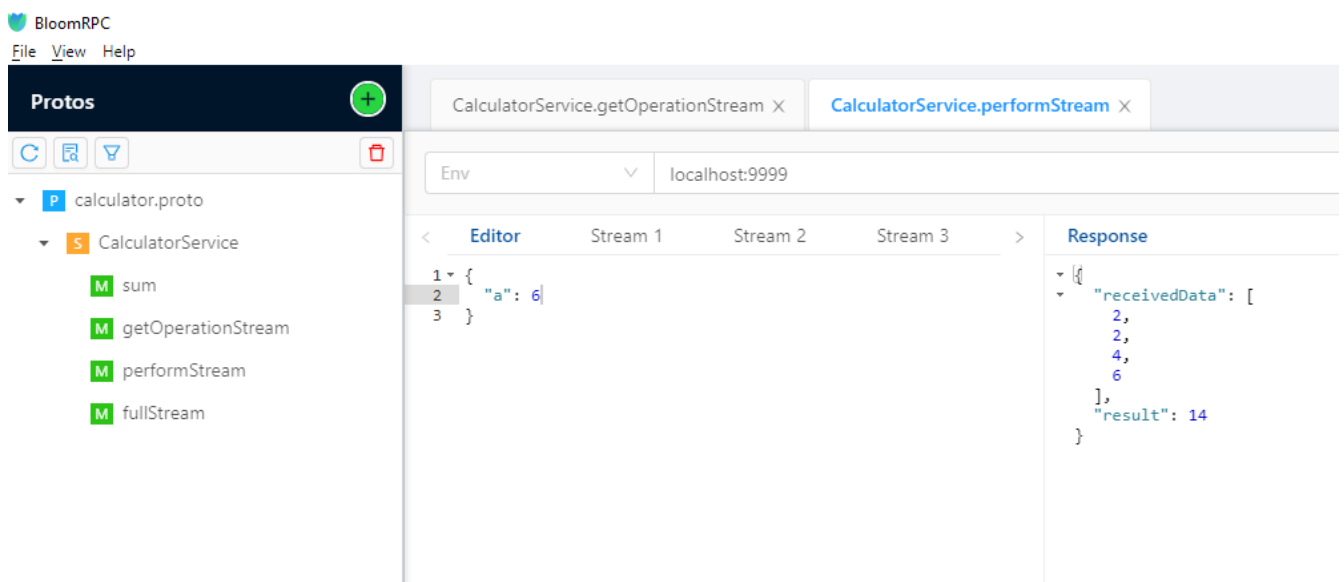 BloomRPC
File View Help
Protos
+
CalculatorService.getOperationStream ×
CalculatorService.performStream ×
Env
localhost:9999
P calculator.proto
S CalculatorService
M sum
M getOperationStream
M performStream
M fullStream
< Editor Stream 1 Stream 2 Stream 3 >
1 {
2 "a": 6
3 }
Response
{
"receivedData": [
2,
2,
4,
6
],
"result": 14
}